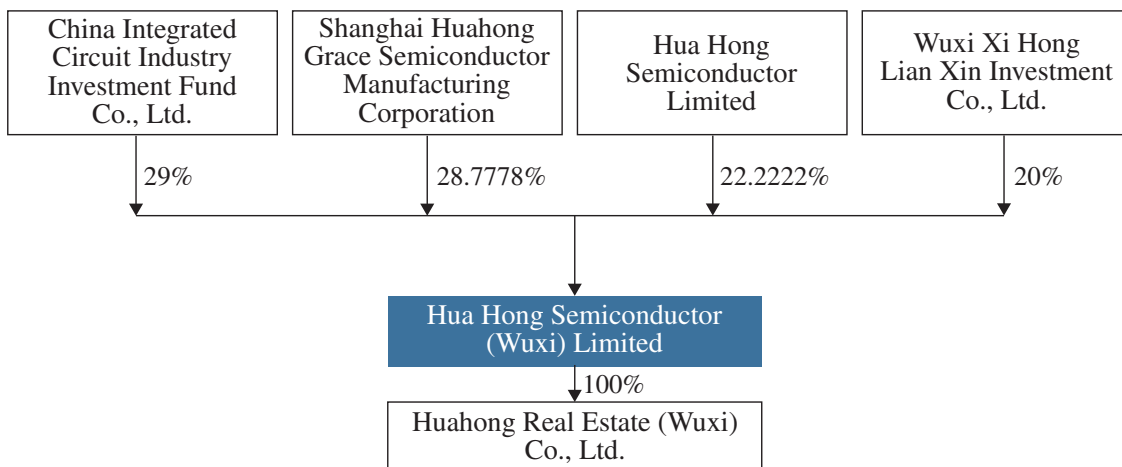 China Integrated
Circuit Industry
Investment Fund
Co., Ltd.
Shanghai Huahong
Grace Semiconductor
Manufacturing
Corporation
Hua Hong
Semiconductor
Limited
Wuxi Xi Hong
Lian Xin Investment
Co., Ltd.
29%
28.7778%
22.2222%
20%
Hua Hong Semiconductor
(Wuxi) Limited
100%
Huahong Real Estate (Wuxi)
Co., Ltd.